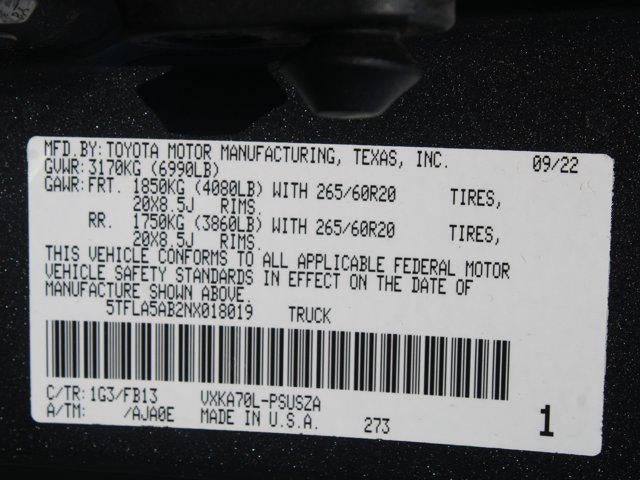 MFD.BY: TOYOTA MOTOR MANUFACTURING, TEXAS, INC. 09/22
GVWR: 3170KG (6990LB)
GAWR: FRT. 1850KG (4080LB) WITH 265/60R20 TIRES,
20X8.5J RIMS.
RR. 1750KG (3860LB) WITH 265/60R20 TIRES,
20X8.5J RIMS.
THIS VEHICLE CONFORMS TO ALL APPLICABLE FEDERAL MOTOR
VEHICLE SAFETY STANDARDS IN EFFECT ON THE DATE OF
MANUFACTURE SHOWN ABOVE.
5TFLA5AB2NX018019 TRUCK
C/TR: 1G3/FB13 VXKA70L-PSUSZA
A/TM: /AJA0E MADE IN U.S.A. 273 1